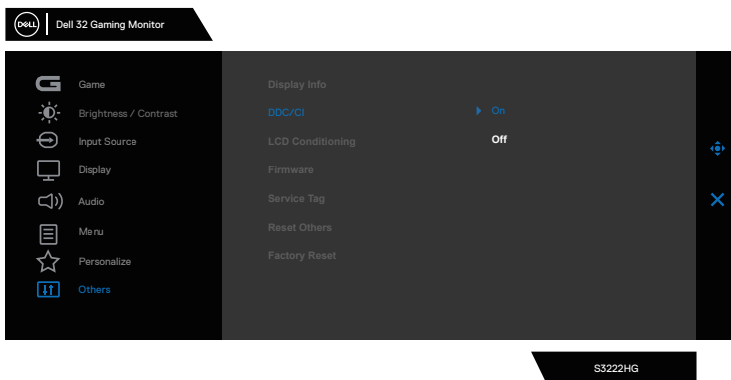 DELL Dell 32 Gaming Monitor
Game
Brightness / Contrast
Input Source
Display
Audio
Menu
Personalize
Others
Display Info
DDC/CI On
LCD Conditioning Off
Firmware
Service Tag
Reset Others
Factory Reset
S3222HG